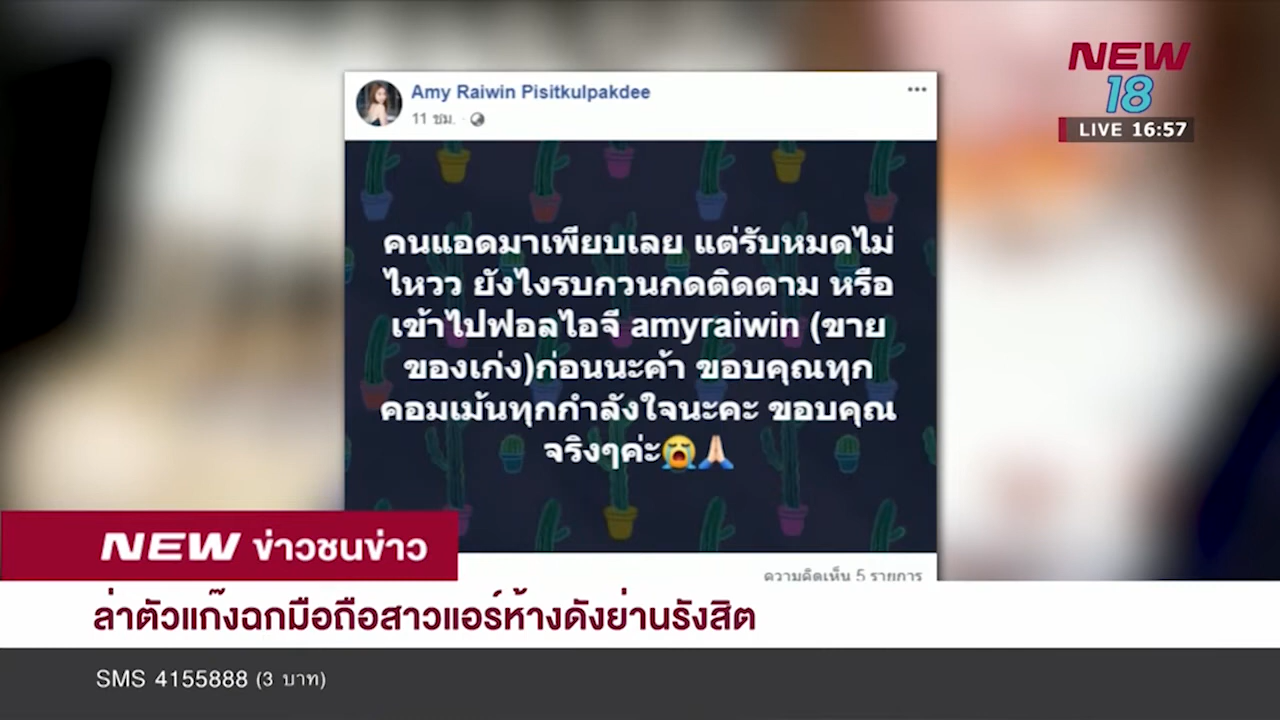 Amy Raiwin Pisitkulpakdee
11 ชม.
NEW
18
LIVE 16:57
คนแอดมาเพียบเลย แต่รับหมดไม่
ไหวว ยังไงรบกวนกดติดตาม หรือ
เข้าไปฟอลไอจี amyraiwin (ขาย
ของเก่ง)ก่อนนะค้า ขอบคุณทุก
คอมเม้นทุกกำลังใจนะคะ ขอบคุณ
จริงๆค่ะ😭🙏🏻
ความคิดเห็น 5 รายการ
NEW ข่าวชนข่าว
ล่าตัวแก๊งฉกมือถือสาวแอร์ห้างดังย่านรังสิต
SMS 4155888 (3 บาท)